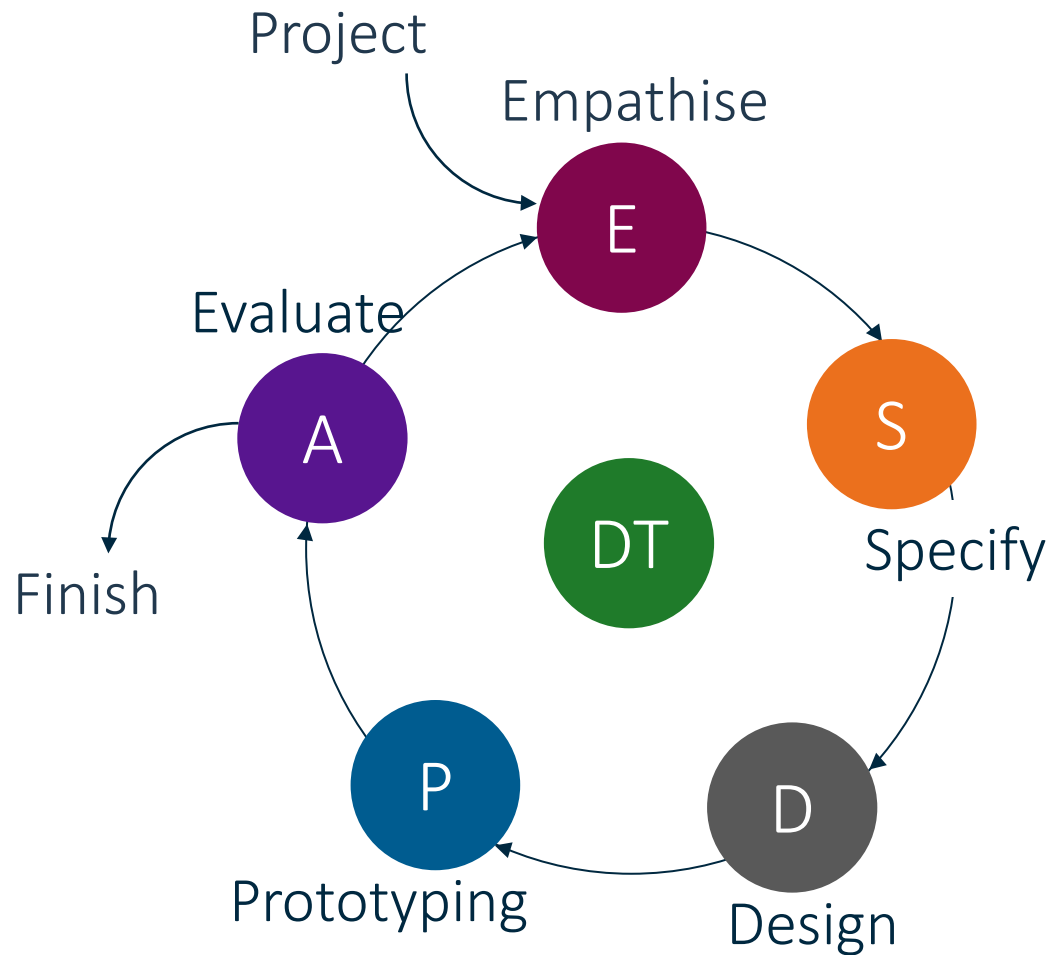 Project
Empathise
E
Evaluate
A
S
DT
Specify
Finish
P
D
Prototyping
Design